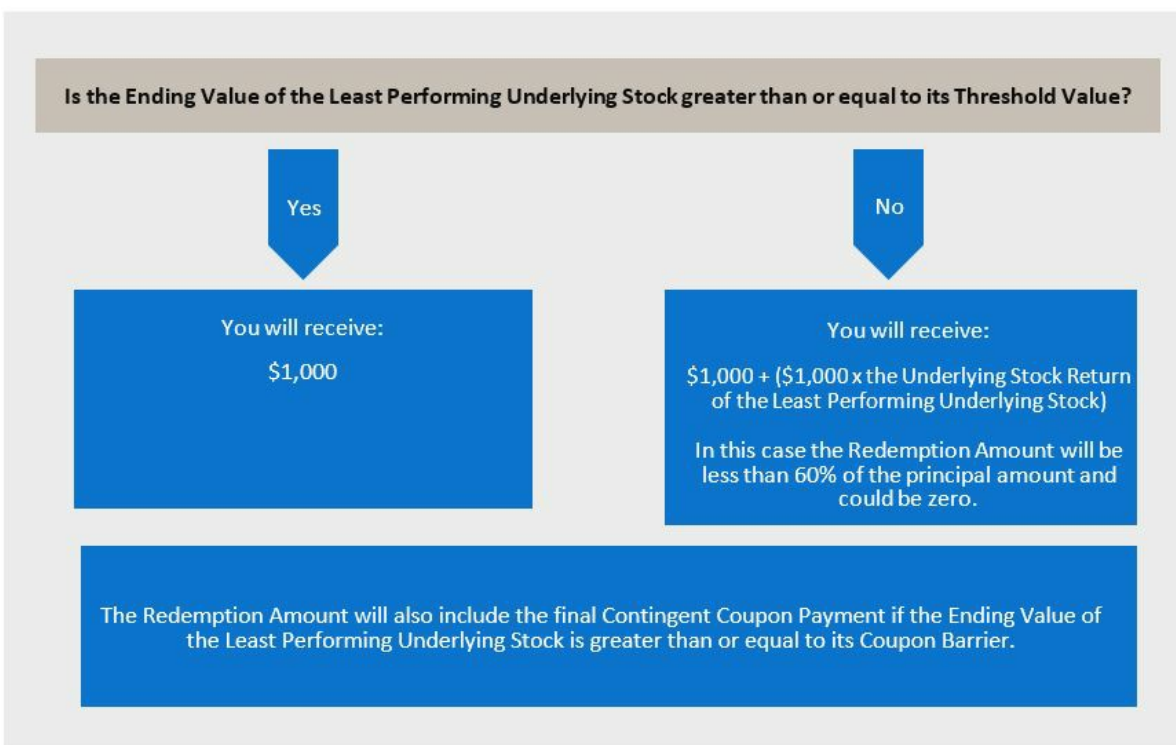 Is the Ending Value of the Least Performing Underlying Stock greater than or equal to its Threshold Value?
Yes
No
You will receive:
$1,000
You will receive:
$1,000 + ($1,000 x the Underlying Stock Return
of the Least Performing Underlying Stock)
In this case the Redemption Amount will be
less than 60% of the principal amount and
could be zero.
The Redemption Amount will also include the final Contingent Coupon Payment if the Ending Value of
the Least Performing Underlying Stock is greater than or equal to its Coupon Barrier.